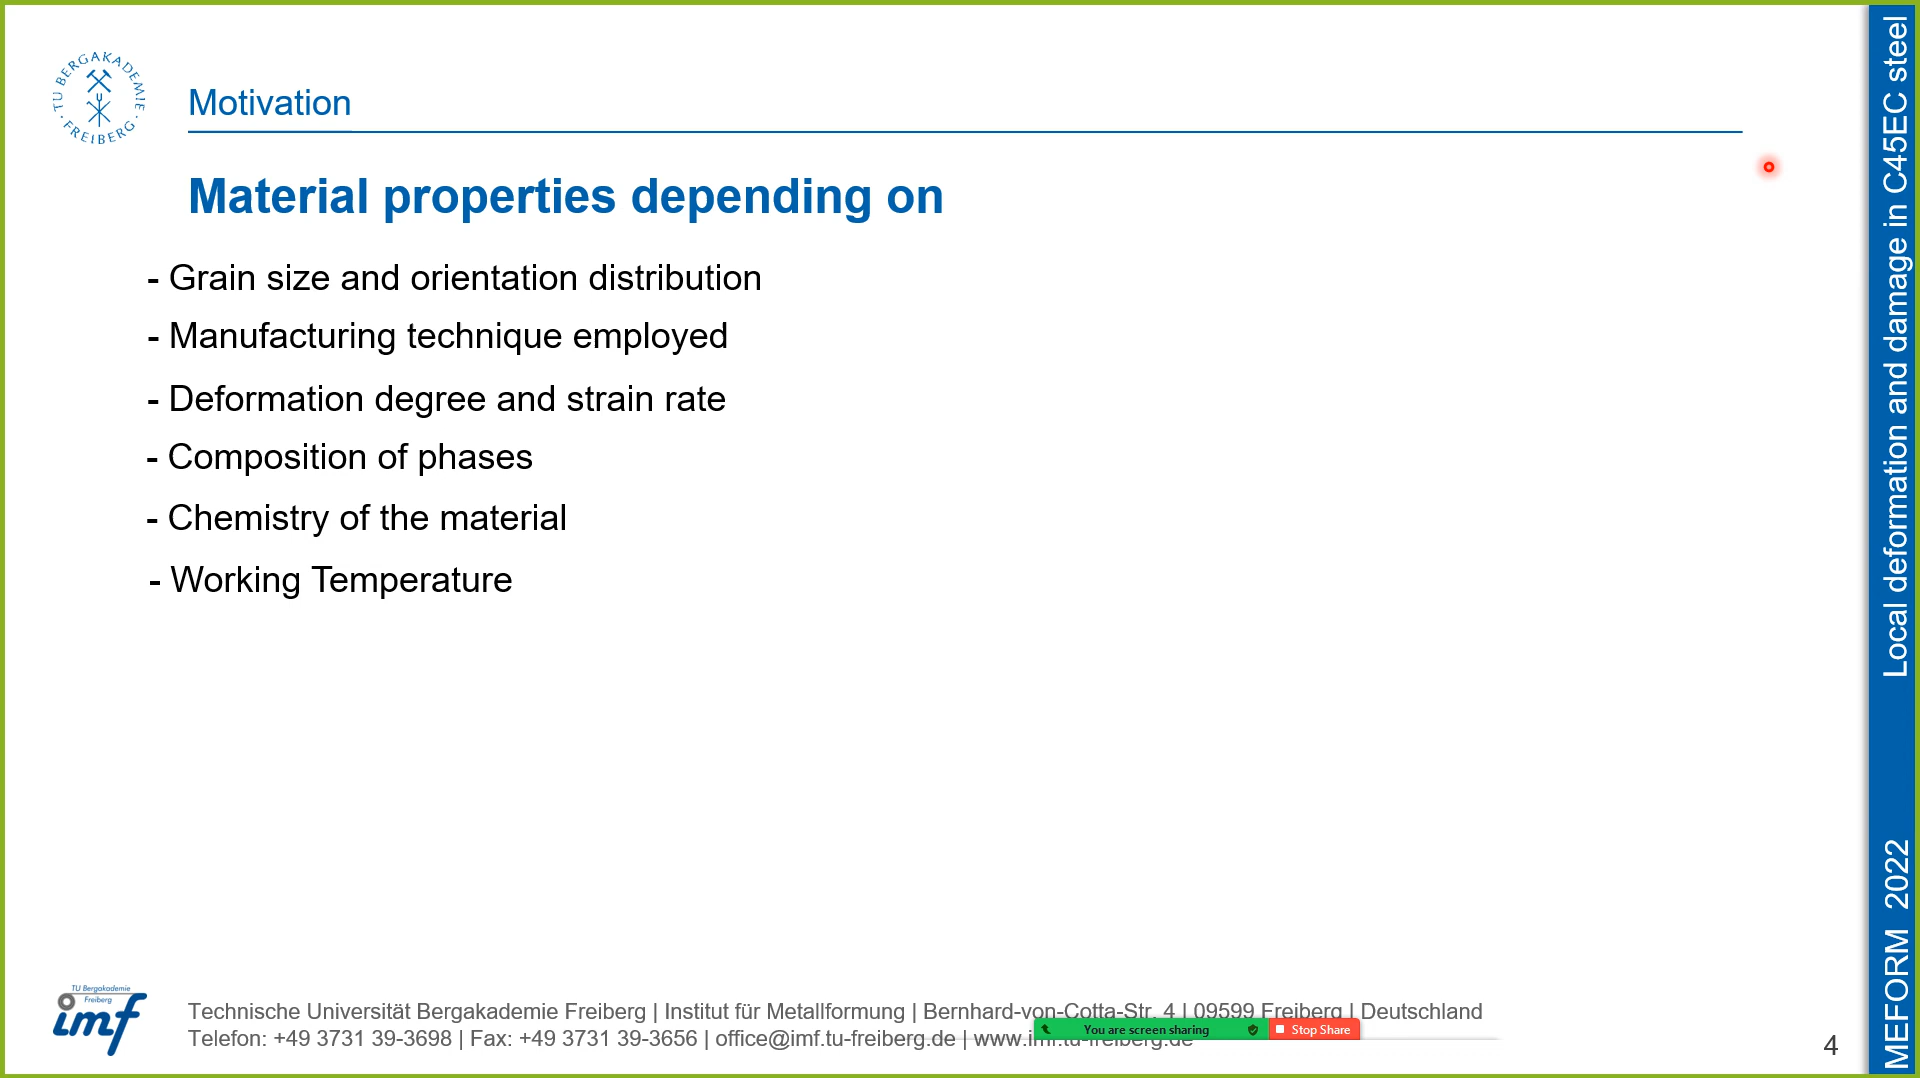 TU BERGAKADEMIE FREIBERG
Motivation
Material properties depending on
- Grain size and orientation distribution
- Manufacturing technique employed
- Deformation degree and strain rate
- Composition of phases
- Chemistry of the material
- Working Temperature
TU Bergakademie
Freiberg
imf
Technische Universität Bergakademie Freiberg | Institut für Metallformung | Bernhard-von-Cotta-Str. 4 | 09599 Freiberg | Deutschland
Telefon: +49 3731 39-3698 | Fax: +49 3731 39-3656 | office@imf.tu-freiberg.de | www.imf.tu-freiberg.de
You are screen sharing
Stop Share
4
MEFORM 2022
Local deformation and damage in C45EC steel